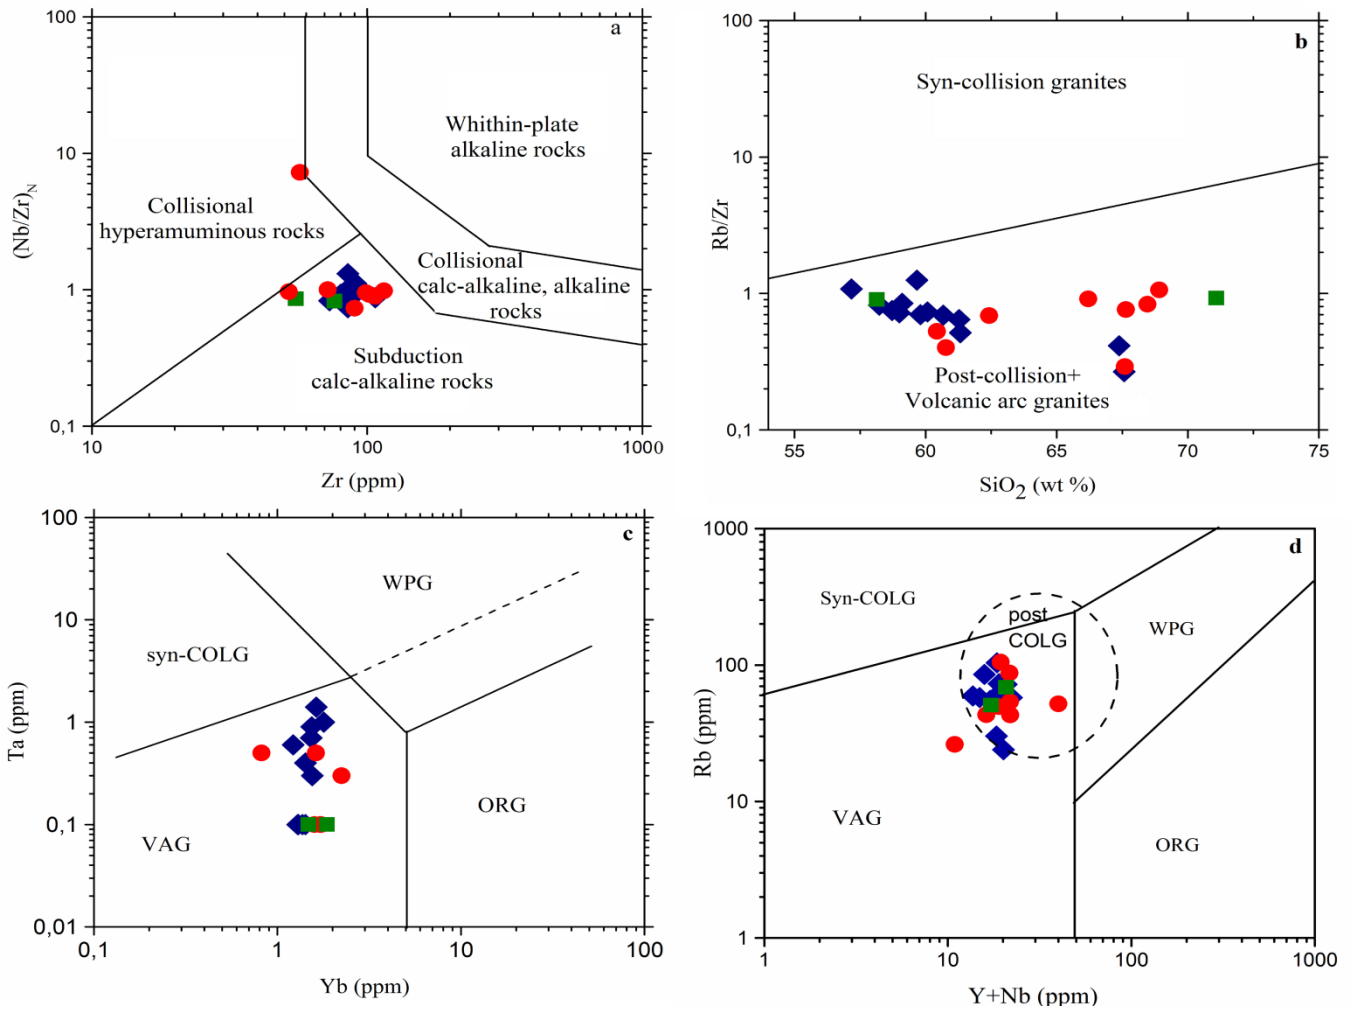 a
100
10
1
0,1
(Nb/Zr)N
Whithin-plate
alkaline rocks
Collisional
hyperamuminous rocks
Collisional
calc-alkaline, alkaline
rocks
Subduction
calc-alkaline rocks
10
100
1000
Zr (ppm)
b
100
10
1
0,1
Rb/Zr
Syn-collision granites
Post-collision+
Volcanic arc granites
55
60
65
70
75
SiO2 (wt %)
c
100
10
1
0,1
0,01
Ta (ppm)
WPG
syn-COLG
ORG
VAG
0,1
1
10
100
Yb (ppm)
d
1000
100
10
1
Rb (ppm)
Syn-COLG
post
COLG
WPG
VAG
ORG
1
10
100
1000
Y+Nb (ppm)